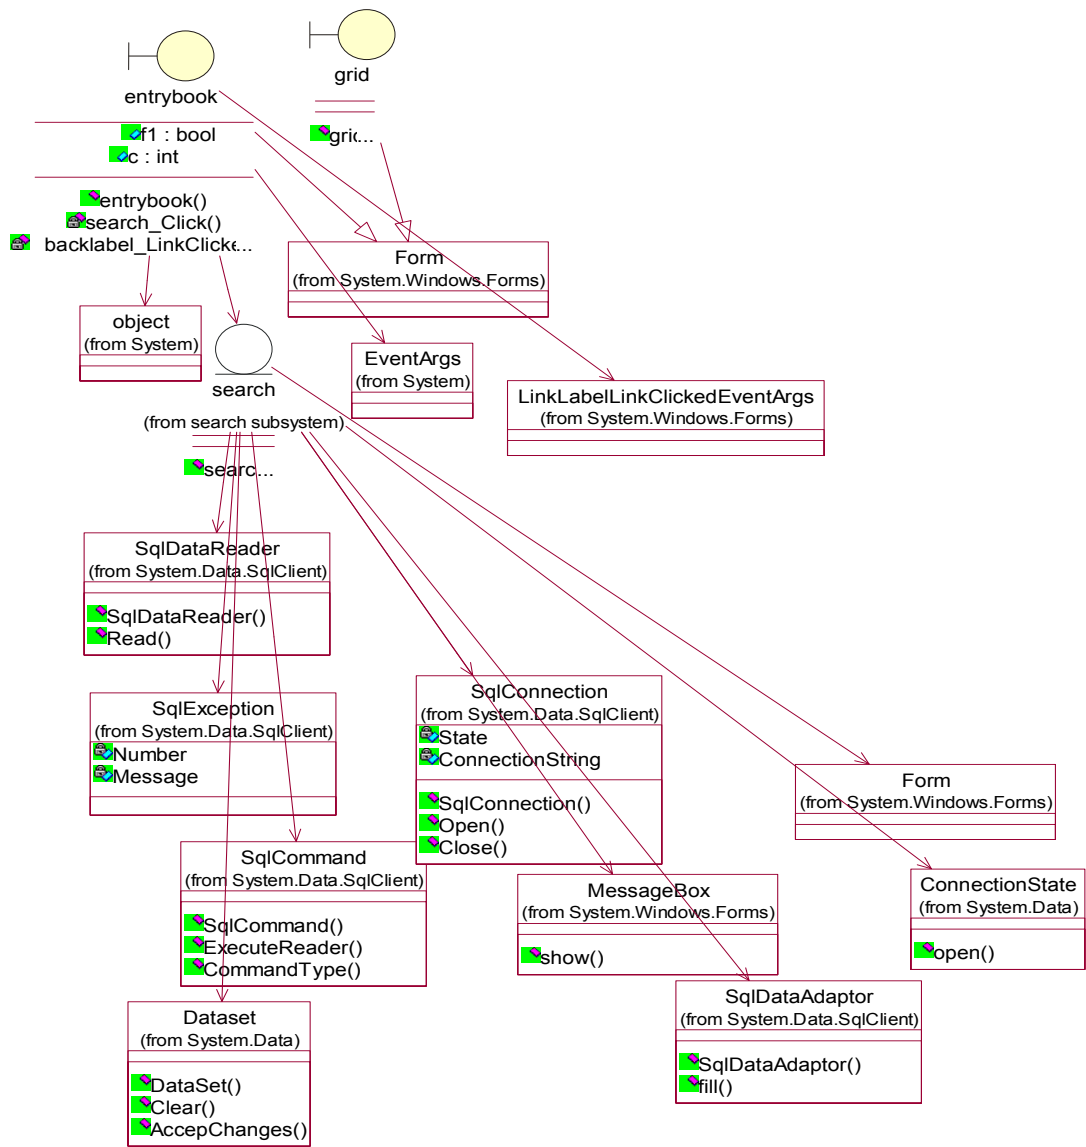 entrybook
f1 : bool
c : int
entrybook()
search_Click()
backlabel_LinkClicke...
grid
gric...
Form
(from System.Windows.Forms)
object
(from System)
search
(from search subsystem)
searc...
EventArgs
(from System)
LinkLabelLinkClickedEventArgs
(from System.Windows.Forms)
SqlDataReader
(from System.Data.SqlClient)
SqlDataReader()
Read()
SqlException
(from System.Data.SqlClient)
Number
Message
SqlConnection
(from System.Data.SqlClient)
State
ConnectionString
SqlConnection()
Open()
Close()
Form
(from System.Windows.Forms)
SqlCommand
(from System.Data.SqlClient)
SqlCommand()
ExecuteReader()
CommandType()
MessageBox
(from System.Windows.Forms)
show()
ConnectionState
(from System.Data)
open()
SqlDataAdaptor
(from System.Data.SqlClient)
SqlDataAdaptor()
fill()
Dataset
(from System.Data)
DataSet()
Clear()
AccepChanges()